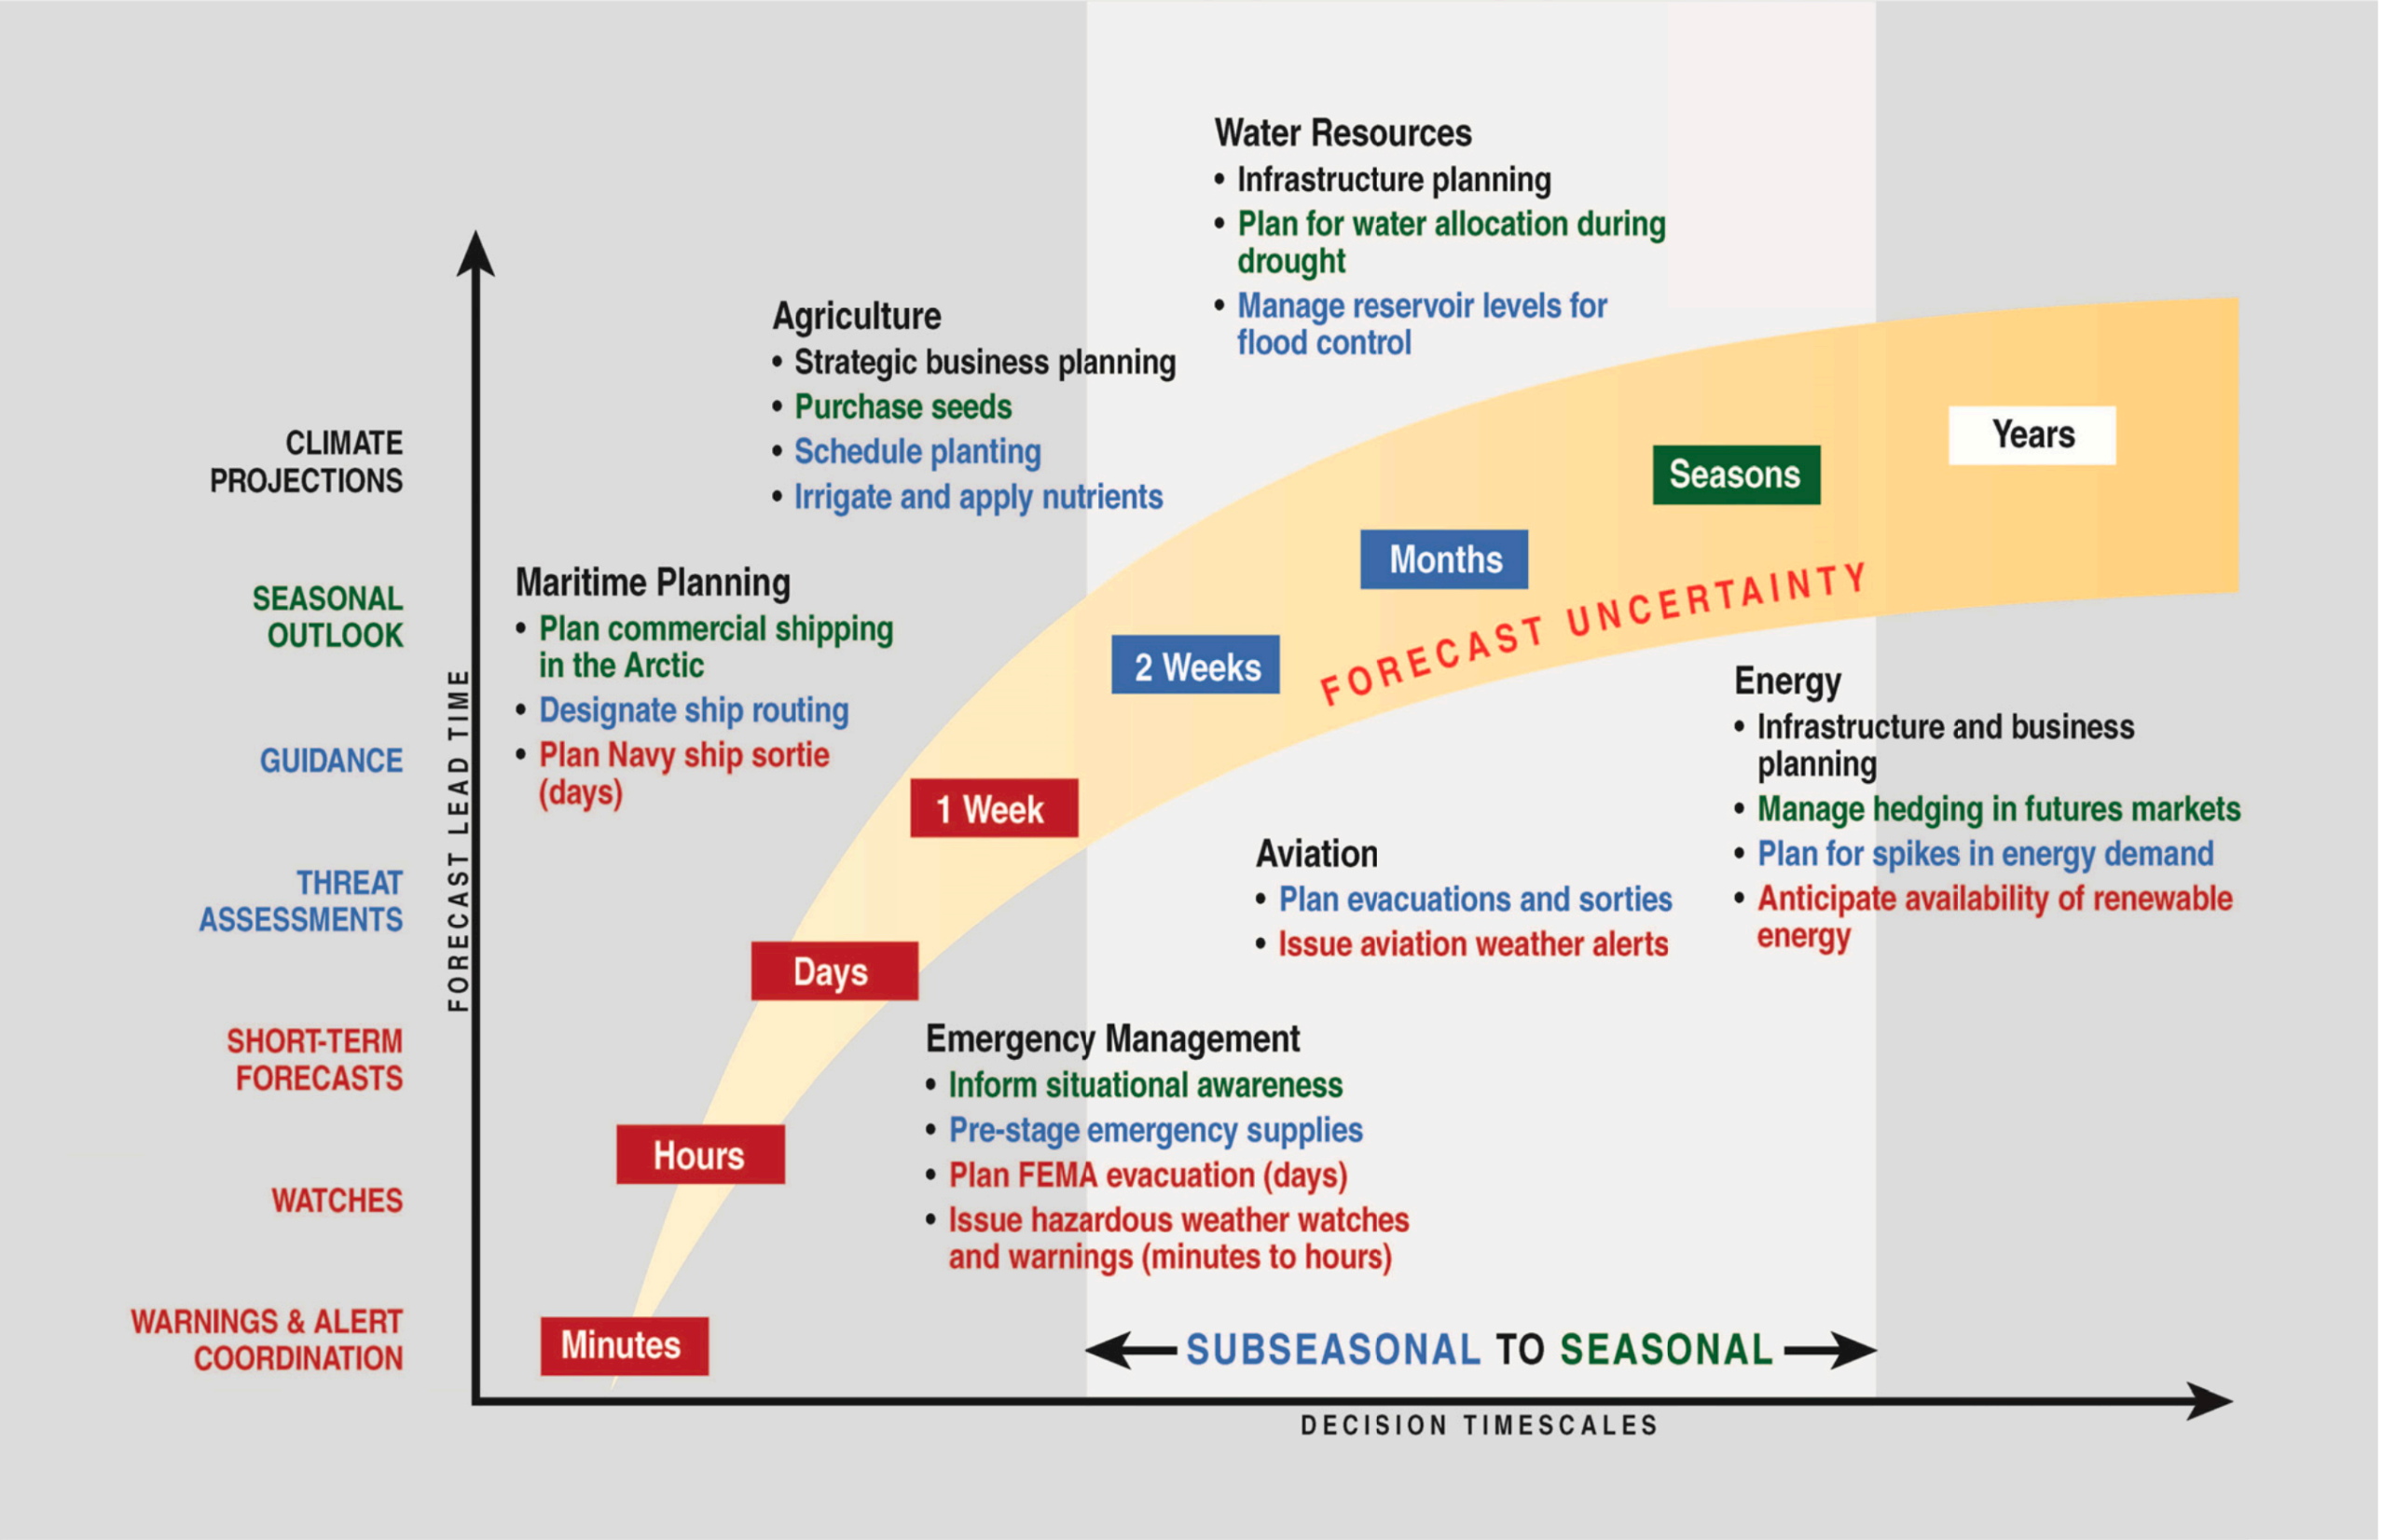 Water Resources
• Infrastructure planning
• Plan for water allocation during
drought
• Manage reservoir levels for
flood control
Agriculture
• Strategic business planning
• Purchase seeds
• Schedule planting
• Irrigate and apply nutrients
Maritime Planning
• Plan commercial shipping
in the Arctic
• Designate ship routing
• Plan Navy ship sortie
(days)
CLIMATE
PROJECTIONS
SEASONAL
OUTLOOK
GUIDANCE
THREAT
ASSESSMENTS
SHORT-TERM
FORECASTS
WATCHES
WARNINGS & ALERT
COORDINATION
FORECAST LEAD TIME
Years
Seasons
Months
2 Weeks
1 Week
Days
Hours
Minutes
FORECAST UNCERTAINTY
Energy
• Infrastructure and business
planning
• Manage hedging in futures markets
• Plan for spikes in energy demand
• Anticipate availability of renewable
energy
Aviation
• Plan evacuations and sorties
• Issue aviation weather alerts
Emergency Management
• Inform situational awareness
• Pre-stage emergency supplies
• Plan FEMA evacuation (days)
• Issue hazardous weather watches
and warnings (minutes to hours)
SUBSEASONAL TO SEASONAL
DECISION TIMESCALES